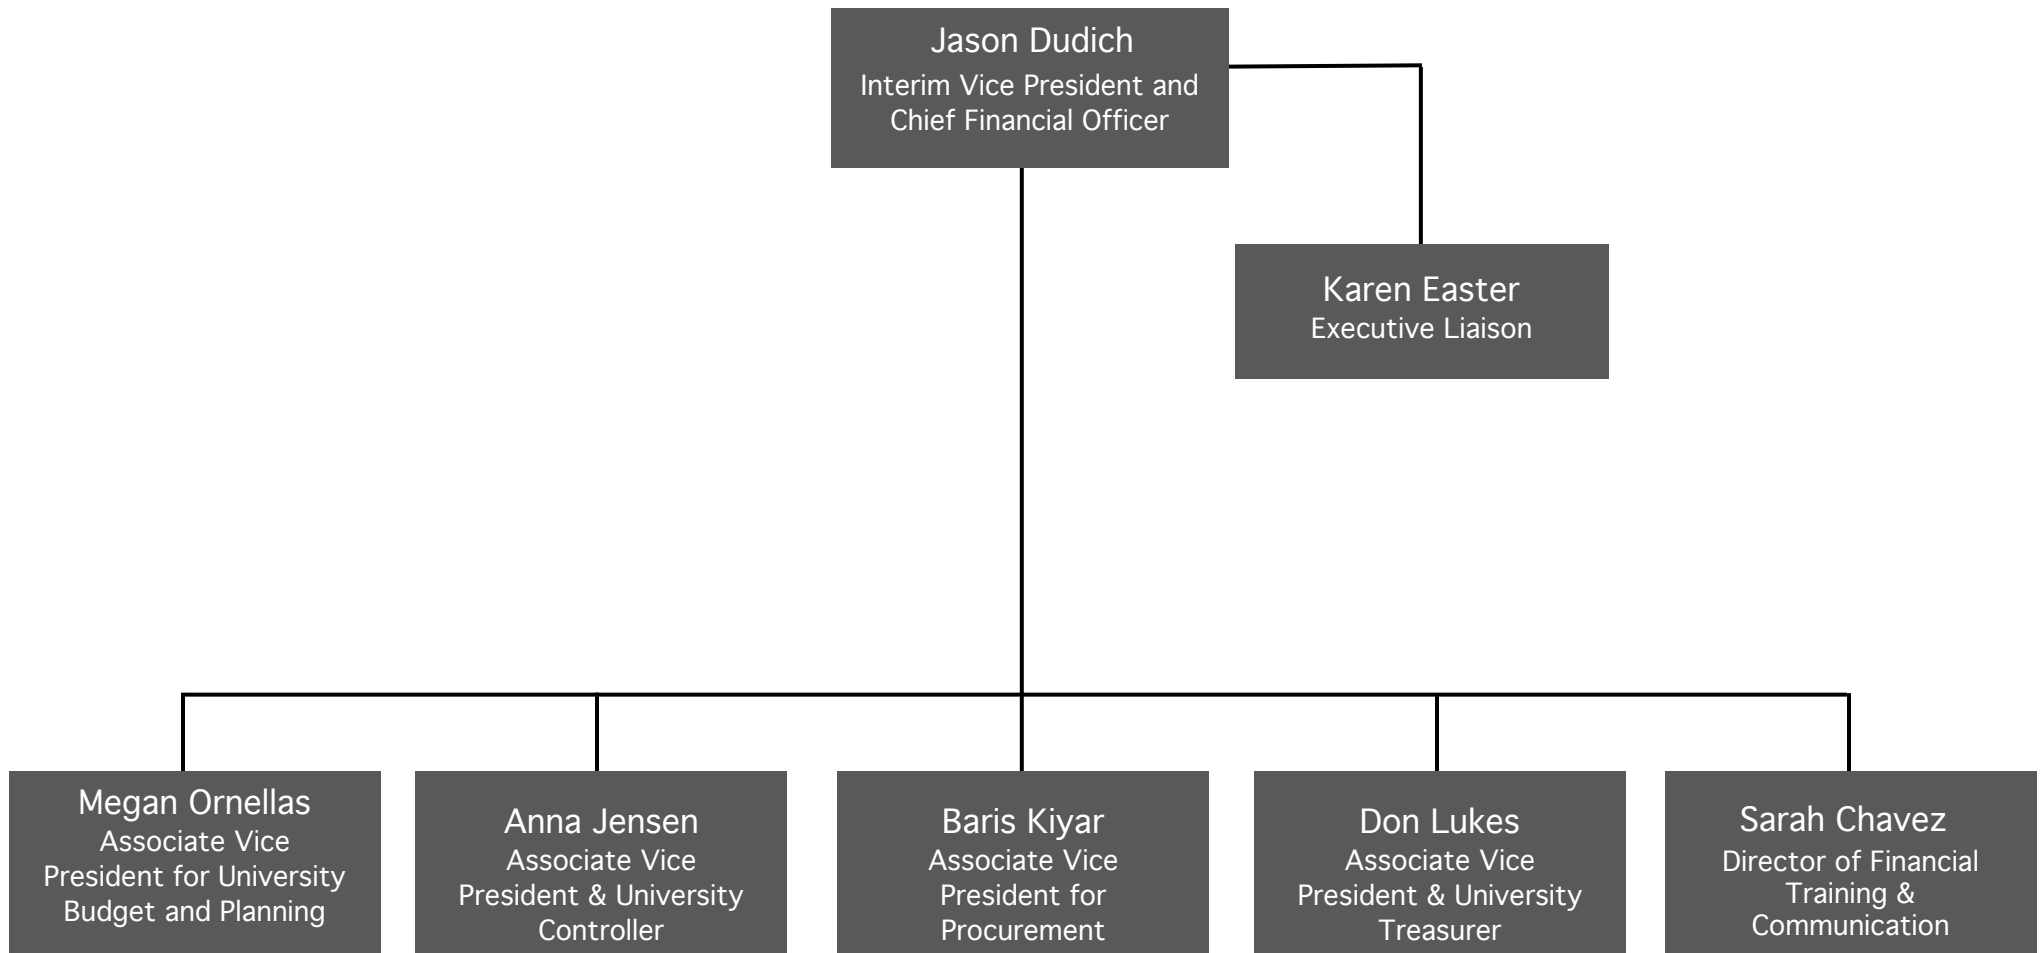 Jason Dudich
Interim Vice President and
Chief Financial Officer
Karen Easter
Executive Liaison
Megan Ornellas
Associate Vice
President for University
Budget and Planning
Anna Jensen
Associate Vice
President & University
Controller
Baris Kiyar
Associate Vice
President for
Procurement
Don Lukes
Associate Vice
President & University
Treasurer
Sarah Chavez
Director of Financial
Training &
Communication